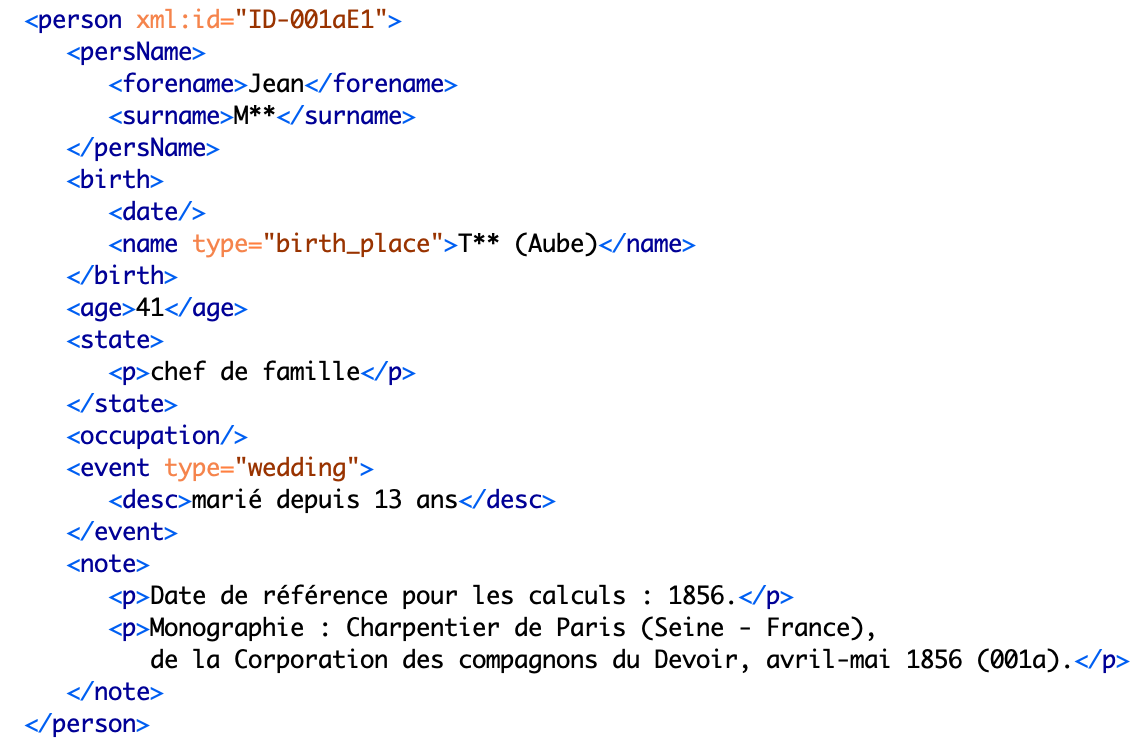 <person xml:id="ID-001aE1">
<persName>
<forename>Jean</forename>
<surname>M**</surname>
</persName>
<birth>
<date/>
<name type="birth_place">T** (Aube)</name>
</birth>
<age>41</age>
<state>
<p>chef de famille</p>
</state>
<occupation/>
<event type="wedding">
<desc>marié depuis 13 ans</desc>
</event>
<note>
<p>Date de référence pour les calculs : 1856.</p>
<p>Monographie : Charpentier de Paris (Seine - France),
de la Corporation des compagnons du Devoir, avril-mai 1856 (001a).</p>
</note>
</person>